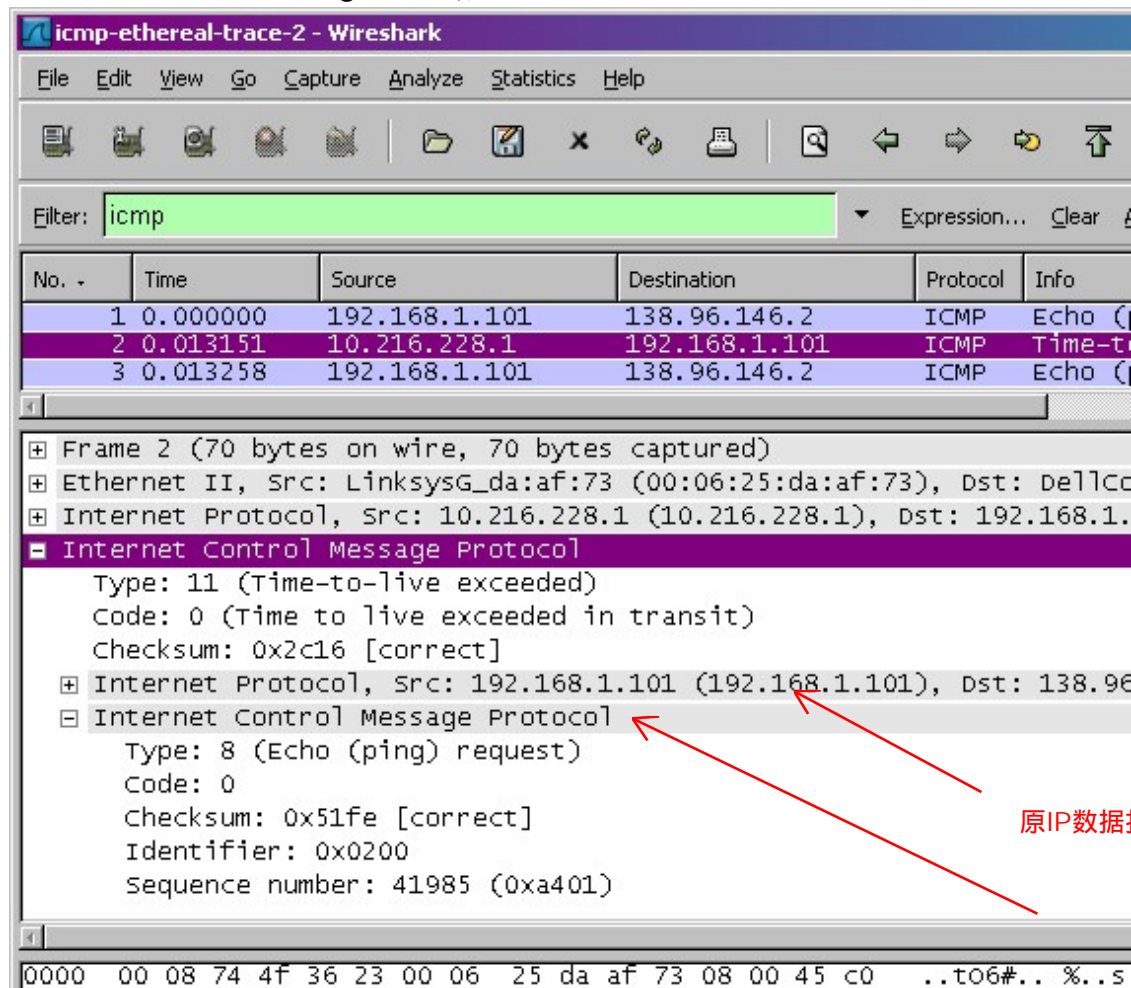 icmp-ethereal-trace-2 - Wireshark
File Edit View Go Capture Analyze Statistics Help
Filter: icmp Expression... Clear
No. Time Source Destination Protocol Info
1 0.000000 192.168.1.101 138.96.146.2 ICMP Echo (
2 0.013151 10.216.228.1 192.168.1.101 ICMP Time-t
3 0.013258 192.168.1.101 138.96.146.2 ICMP Echo (
Frame 2 (70 bytes on wire, 70 bytes captured)
Ethernet II, Src: LinksysG_da:af:73 (00:06:25:da:af:73), Dst: DellCo
Internet Protocol, Src: 10.216.228.1 (10.216.228.1), Dst: 192.168.1.
Internet Control Message Protocol
Type: 11 (Time-to-live exceeded)
Code: 0 (Time to live exceeded in transit)
Checksum: 0x2c16 [correct]
Internet Protocol, Src: 192.168.1.101 (192.168.1.101), Dst: 138.96
Internet Control Message Protocol
Type: 8 (Echo (ping) request)
Code: 0
Checksum: 0x51fe [correct]
原IP数据
Identifier: 0x0200
Sequence number: 41985 (0xa401)
0000 00 08 74 4f 36 23 00 06 25 da af 73 08 00 45 c0 ..tO6#.. %..s